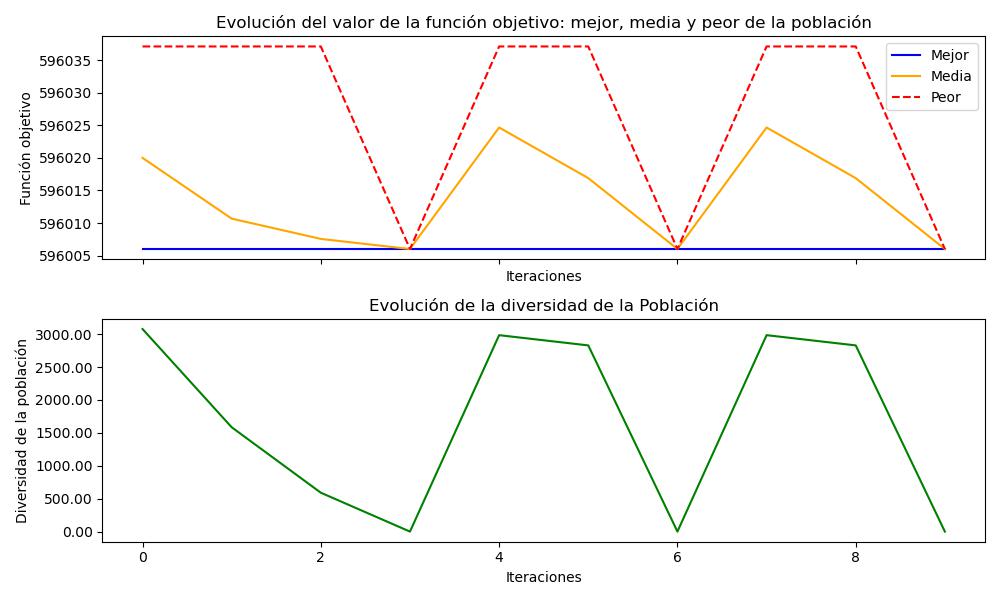 Evolución del valor de la función objetivo: mejor, media y peor de la población
Función objetivo
596035
596030
596025
596020
596015
596010
596005
Mejor
Media
Peor
Iteraciones
Evolución de la diversidad de la Población
Diversidad de la población
3000.00
2500.00
2000.00
1500.00
1000.00
500.00
0.00
0 2 4 6 8
Iteraciones